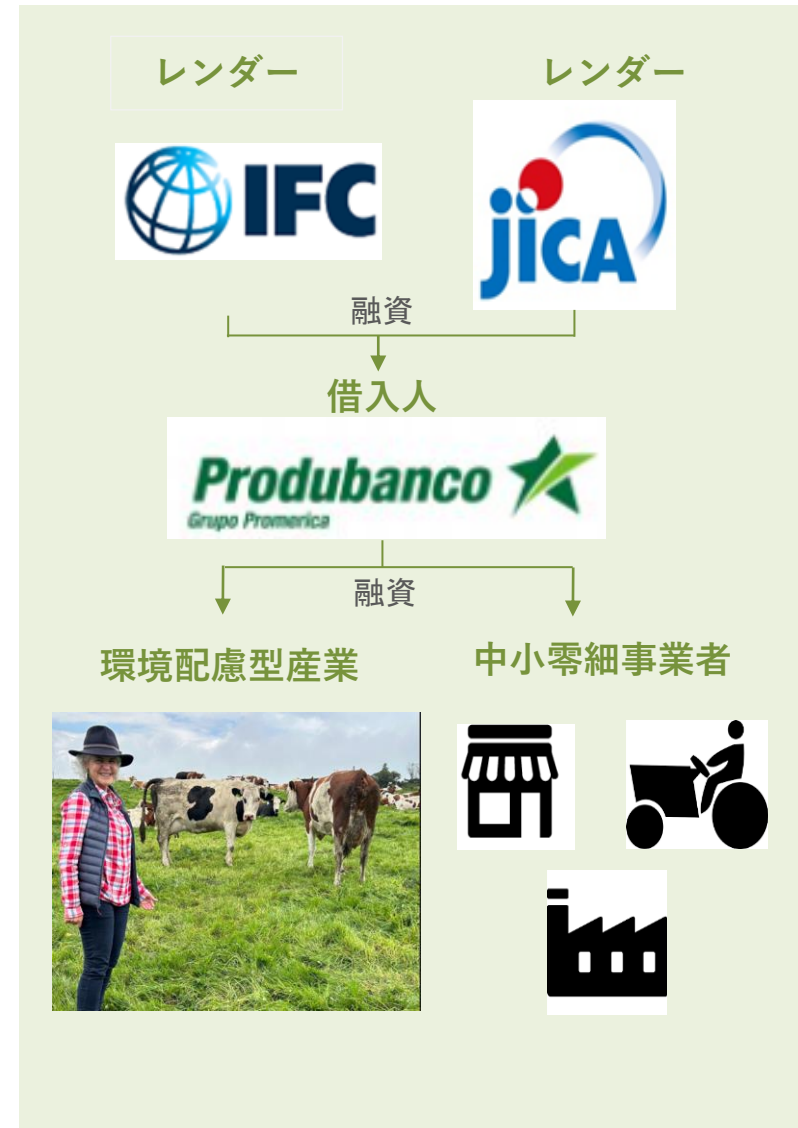 レンダー
レンダー
IFC
jica
融資
借入人
Produbanco
Grupo Promerica
融資
環境配慮型産業
中小零細事業者